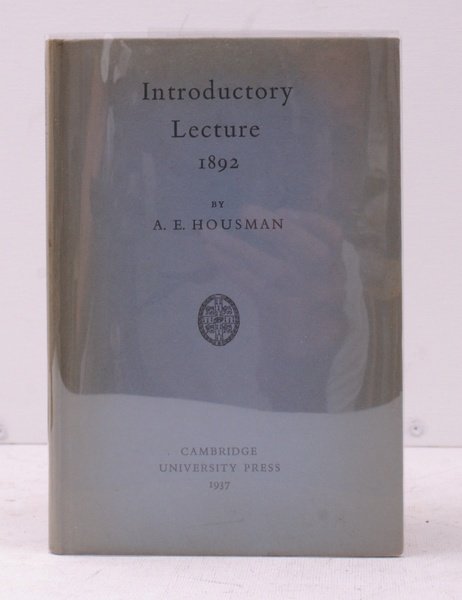 Introductory
Lecture
1892
BY
A. E. HOUSMAN
CAMBRIDGE
UNIVERSITY PRESS
1937